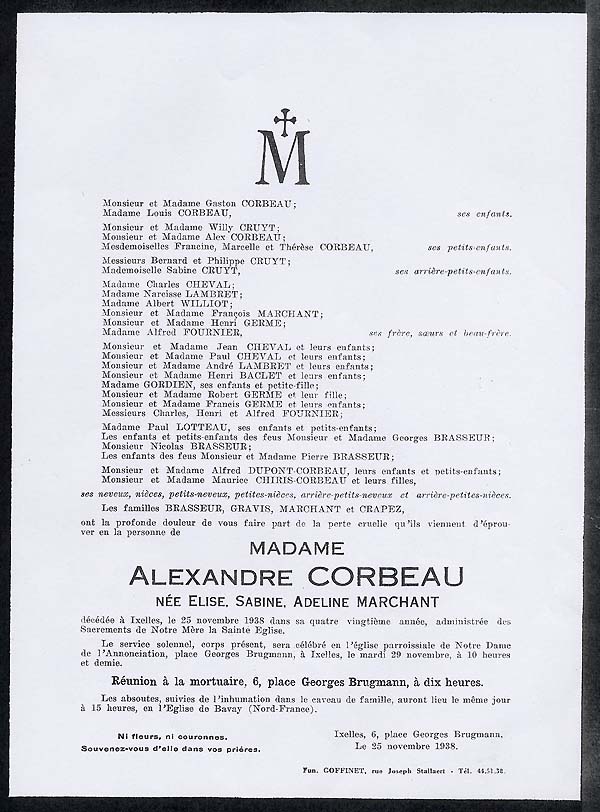 M
Monsieur et Madame Gaston CORBEAU;
Madame Louis CORBEAU, ses enfants.
Monsieur et Madame Willy CRUYT;
Monsieur et Madame Alex CORBEAU;
Mesdemoiselles Francine, Marcelle et Thérèse CORBEAU, ses petits-enfants.
Messieurs Bernard et Philippe CRUYT;
Mademoiselle Sabine CRUYT, ses arrière-petits-enfants.
Madame Charles CHEVAL;
Madame Narcisse LAMBRET;
Madame Albert WILLIOT;
Monsieur et Madame François MARCHANT;
Monsieur et Madame Henri GERME;
Madame Alfred FOURNIER, ses frère, sœurs et beau-frère.
Monsieur et Madame Jean CHEVAL et leurs enfants;
Monsieur et Madame Paul CHEVAL et leurs enfants;
Monsieur et Madame André LAMBRET et leurs enfants;
Monsieur et Madame Henri BACLET et leurs enfants;
Madame GORDIEN, ses enfants et petite-fille;
Monsieur et Madame Robert GERME et leur fille;
Monsieur et Madame Francis GERME et leurs enfants;
Messieurs Charles, Henri et Alfred FOURNIER;
Madame Paul LOTTEAU, ses enfants et petits-enfants;
Les enfants et petits-enfants des feus Monsieur et Madame Georges BRASSEUR;
Monsieur Nicolas BRASSEUR;
Les enfants des feus Monsieur et Madame Pierre BRASSEUR;
Monsieur et Madame Alfred DUPONT-CORBEAU, leurs enfants et petits-enfants;
Monsieur et Madame Maurice CHIRIS-CORBEAU et leurs filles,
ses neveux, nièces, petits-neveux, petites-nièces, arrière-petits-neveux et arrière-petites-nièces.
Les familles BRASSEUR, GRAVIS, MARCHANT et CRAPEZ,
ont la profonde douleur de vous faire part de la perte cruelle qu'ils viennent d'éprou-
ver en la personne de
MADAME
ALEXANDRE CORBEAU
NÉE ELISE, SABINE, ADELINE MARCHANT
décédée à Ixelles, le 25 novembre 1938 dans sa quatre vingtième année, administrée des
Sacrements de Notre Mère la Sainte Eglise.
Le service solennel, corps présent, sera célébré en l'église parroissiale de Notre Dame
de l'Annonciation, place Georges Brugmann, à Ixelles, le mardi 29 novembre, à 10 heures
et demie.
Réunion à la mortuaire, 6, place Georges Brugmann, à dix heures.
Les absoutes, suivies de l'inhumation dans le caveau de famille, auront lieu le même jour
à 15 heures, en l'Eglise de Bavay (Nord-France).
Ni fleurs, ni couronnes.
Souvenez-vous d'elle dans vos prières.
Ixelles, 6, place Georges Brugmann.
Le 25 novembre 1938.
Fun. GOFFINET, rue Joseph Stallaert - Tél. 44.51.38.